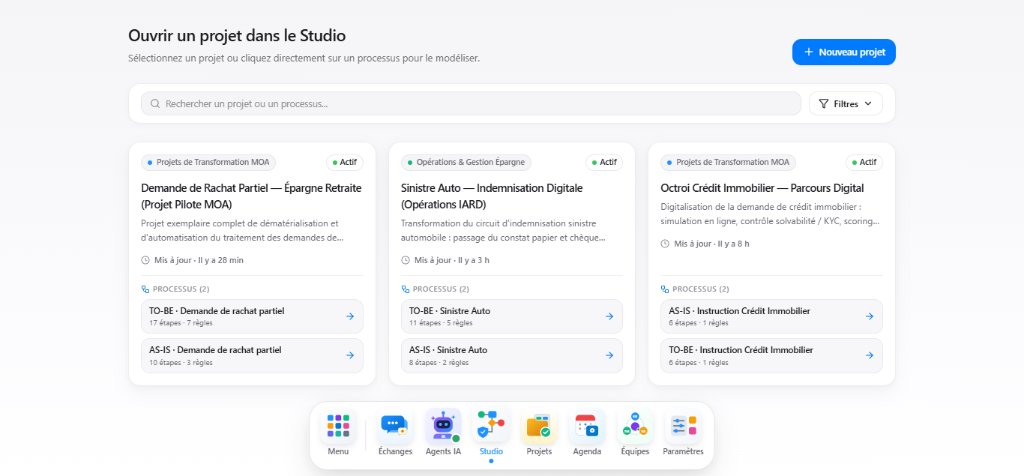 Ouvrir un projet dans le Studio
Sélectionnez un projet ou cliquez directement sur un processus pour le modéliser.
Nouveau projet
Rechercher un projet ou un processus...
Filtres
Projets de Transformation MOA
Actif
Demande de Rachat Partiel — Épargne Retraite
(Projet Pilote MOA)
Projet exemplaire complet de dématérialisation et
d'automatisation du traitement des demandes de...
Mis à jour · Il y a 28 min
PROCESSUS (2)
TO-BE · Demande de rachat partiel
17 étapes · 7 règles
AS-IS · Demande de rachat partiel
10 étapes · 3 règles
Opérations & Gestion Épargne
Actif
Sinistre Auto — Indemnisation Digitale
(Opérations IARD)
Transformation du circuit d'indemnisation sinistre
automobile : passage du constat papier et chèque...
Mis à jour · Il y a 3 h
PROCESSUS (2)
TO-BE · Sinistre Auto
11 étapes · 5 règles
AS-IS · Sinistre Auto
8 étapes · 2 règles
Projets de Transformation MOA
Actif
Octroi Crédit Immobilier — Parcours Digital
Digitalisation de la demande de crédit immobilier :
simulation en ligne, contrôle solvabilité / KYC, scoring...
Mis à jour · Il y a 8 h
PROCESSUS (2)
AS-IS · Instruction Crédit Immobilier
6 étapes · 1 règles
TO-BE · Instruction Crédit Immobilier
6 étapes · 1 règles
Menu
Échanges
Agents IA
Studio
Projets
Agenda
Équipes
Paramètres